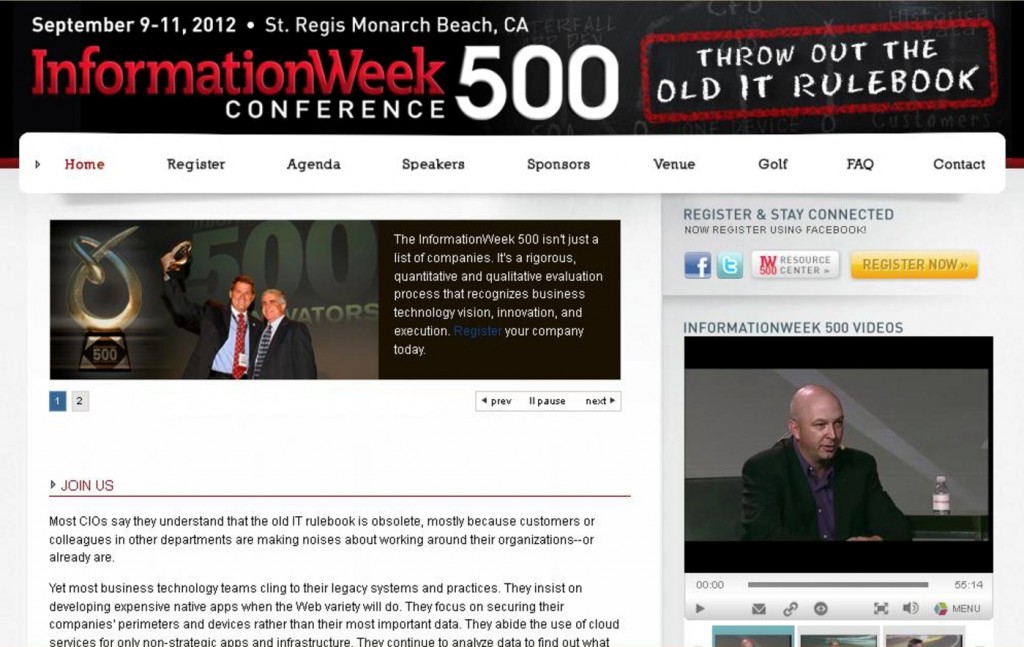 September 9-11, 2012 • St. Regis Monarch Beach, CA
InformationWeek 500
CONFERENCE
THROW OUT THE
OLD IT RULEBOOK
Home Register Agenda Speakers Sponsors Venue Golf FAQ Contact
500
500
The InformationWeek 500 isn't just a
list of companies. It's a rigorous,
quantitative and qualitative evaluation
process that recognizes business
technology vision, innovation, and
execution. Register your company
today.
1 2
prev pause next
JOIN US
Most CIOs say they understand that the old IT rulebook is obsolete, mostly because customers or
colleagues in other departments are making noises about working around their organizations--or
already are.
Yet most business technology teams cling to their legacy systems and practices. They insist on
developing expensive native apps when the Web variety will do. They focus on securing their
companies' perimeters and devices rather than their most important data. They abide the use of cloud
services for only non-strategic apps and infrastructure. They continue to analyze data to find out what
REGISTER & STAY CONNECTED
NOW REGISTER USING FACEBOOK!
IW 500 RESOURCE
CENTER »
REGISTER NOW »
INFORMATIONWEEK 500 VIDEOS
00:00 55:14
MENU